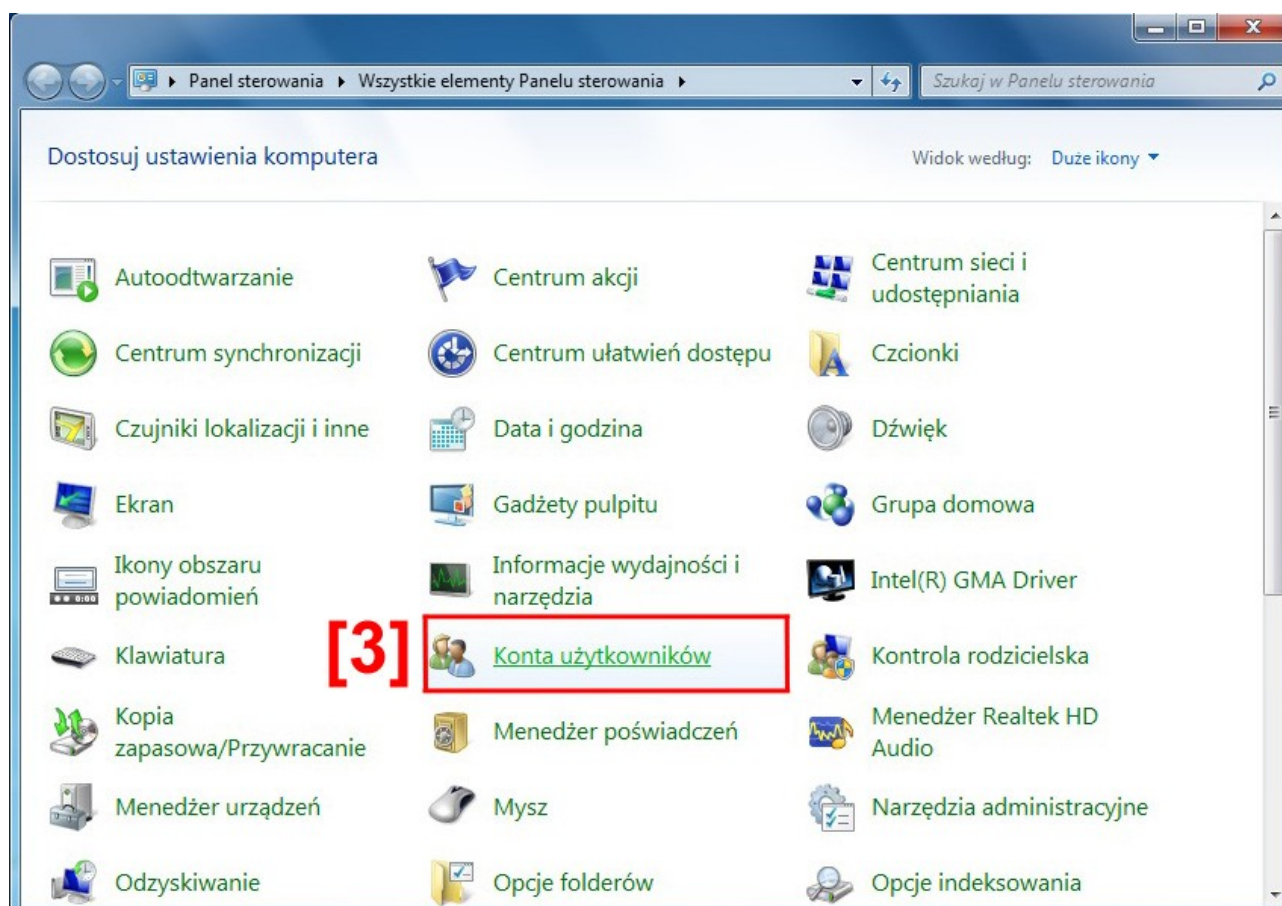 Panel sterowania
Wszystkie elementy Panelu sterowania
Szukaj w Panelu sterowania
Dostosuj ustawienia komputera
Widok według: Duże ikony
Autoodtwarzanie
Centrum akcji
Centrum sieci i
udostępniania
Centrum synchronizacji
Centrum ułatwień dostępu
Czcionki
Czujniki lokalizacji i inne
Data i godzina
Dźwięk
Ekran
Gadżety pulpitu
Grupa domowa
Ikony obszaru
powiadomień
Informacje wydajności i
narzędzia
Intel(R) GMA Driver
Klawiatura
[3]
Konta użytkowników
Kontrola rodzicielska
Kopia
zapasowa/Przywracanie
Menedżer poświadczeń
Menedżer Realtek HD
Audio
Menedżer urządzeń
Mysz
Narzędzia administracyjne
Odzyskiwanie
Opcje folderów
Opcje indeksowania